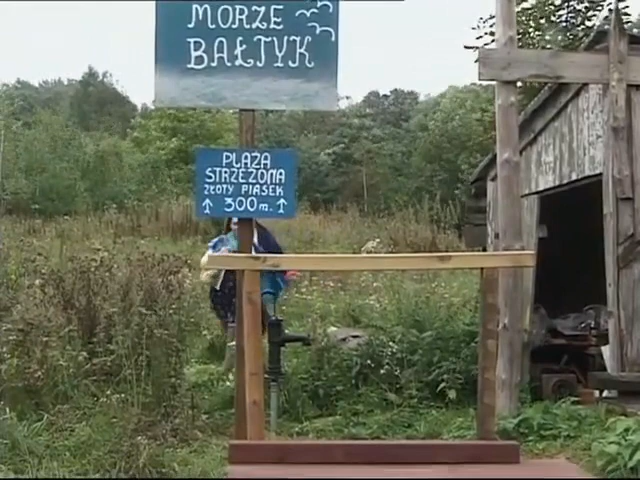 MORZE
BAŁTYK
PLAŻA
STRZEŻONA
ZŁOTY PIASEK
↑ 300 m. ↑